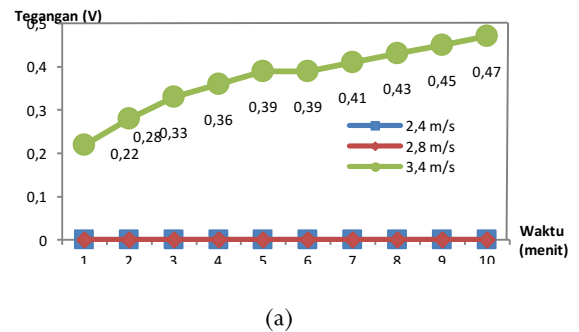 Tegangan (V)
0,5
0,4
0,3
0,2
0,1
0
0,22
0,28
0,33
0,36
0,39
0,39
0,41
0,43
0,45
0,47
2,4 m/s
2,8 m/s
3,4 m/s
1 2 3 4 5 6 7 8 9 10
Waktu
(menit)
(a)